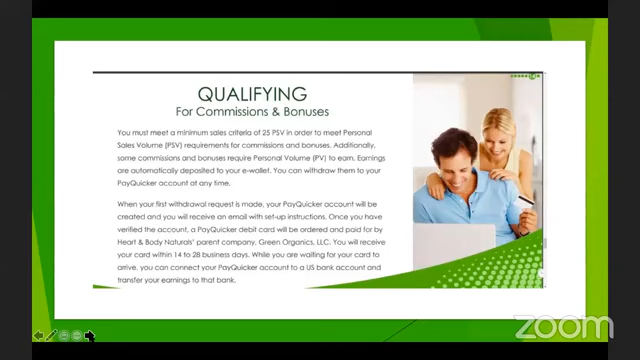 QUALIFYING
For Commissions & Bonuses
You must meet a minimum sales criteria of 25 PSV in order to meet Personal
Sales Volume (PSV) requirements for commissions and bonuses. Additionally,
some commissions and bonuses require Personal Volume (PV) to earn. Earnings
are automatically deposited to your e-wallet. You can withdraw them to your
PayQuicker account at any time.
When your first withdrawal request is made, your PayQuicker account will be
created and you will receive an email with set-up instructions. Once you have
verified the account, a PayQuicker debit card will be ordered and paid for by
Heart & Body Naturals' parent company, Green Organics, LLC. You will receive
your card within 14 to 28 business days. While you are waiting for your card to
arrive, you can connect your PayQuicker account to a US bank account and
transfer your earnings to that bank.
zoom